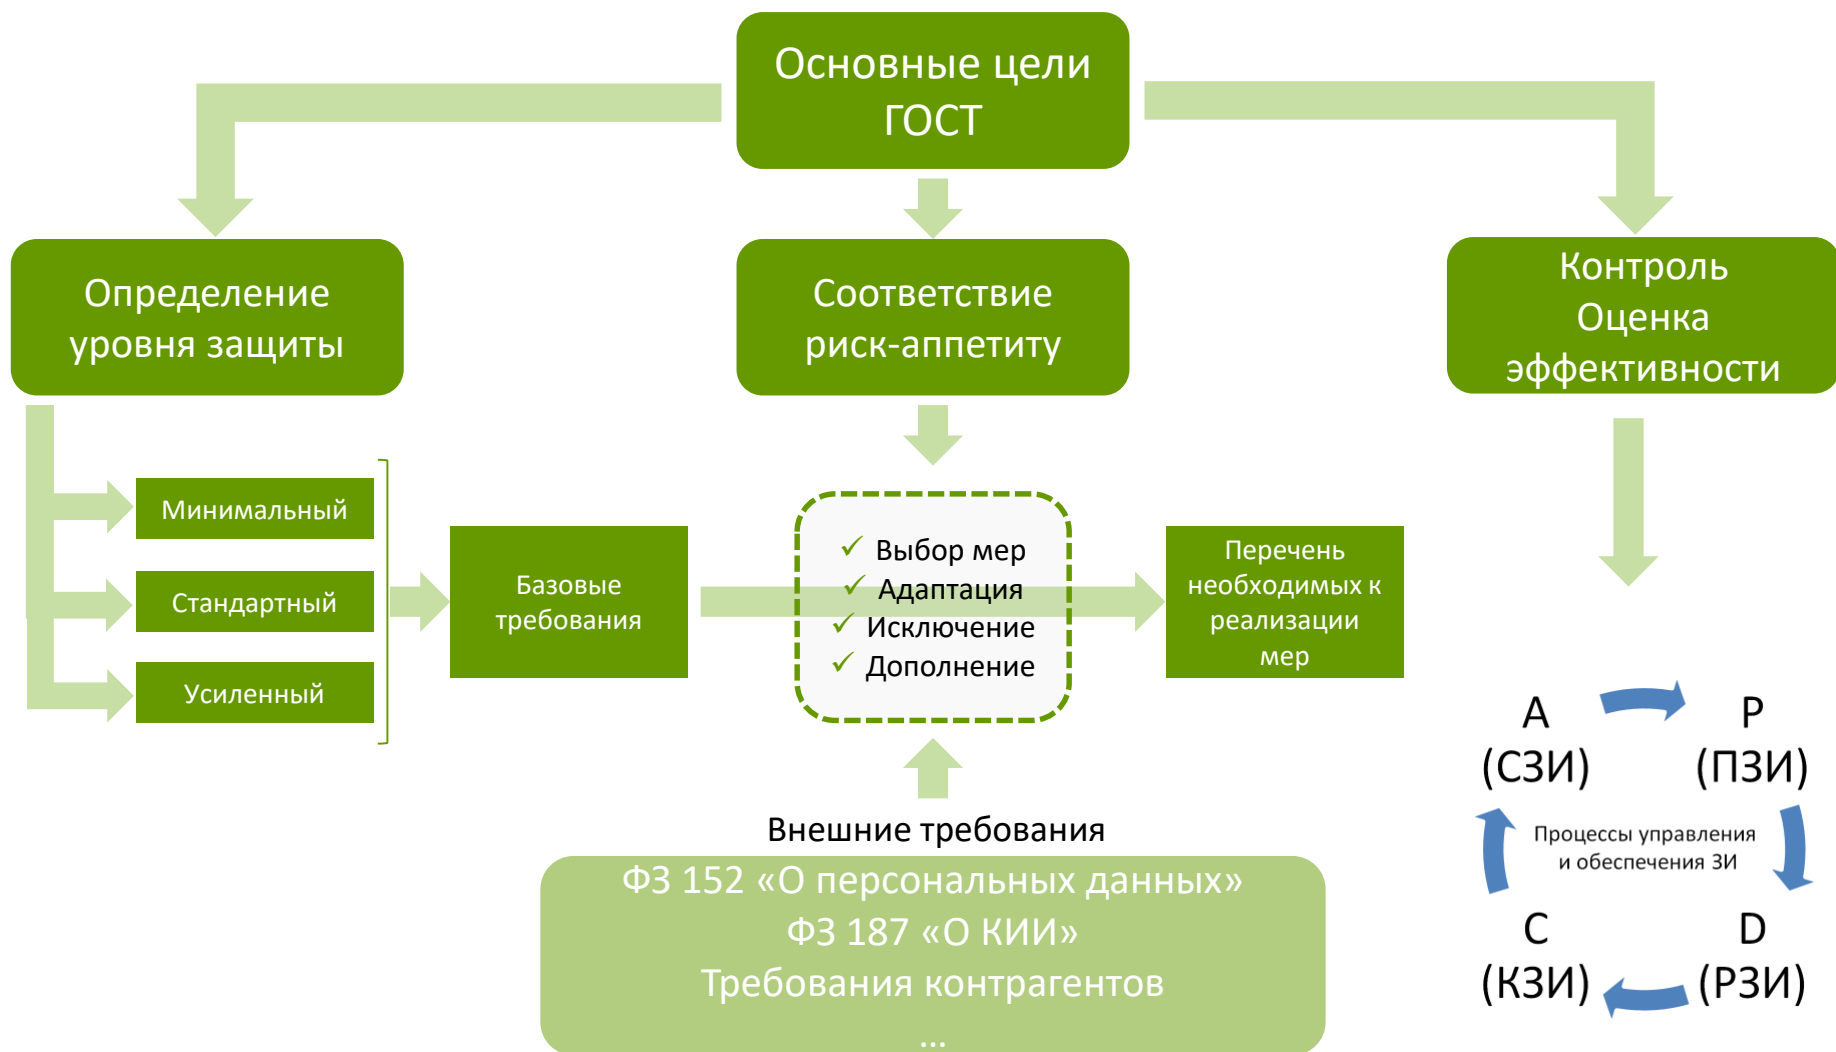 Основные цели
ГОСТ
Определение
уровня защиты
Соответствие
риск-аппетиту
Контроль
Оценка
эффективности
Минимальный
Стандартный
Усиленный
Базовые
требования
✓ Выбор мер
✓ Адаптация
✓ Исключение
✓ Дополнение
Перечень
необходимых к
реализации
мер
Внешние требования
ФЗ 152 «О персональных данных»
ФЗ 187 «О КИИ»
Требования контрагентов
...
A
(СЗИ)
P
(ПЗИ)
Процессы управления
и обеспечения ЗИ
C
(КЗИ)
D
(РЗИ)